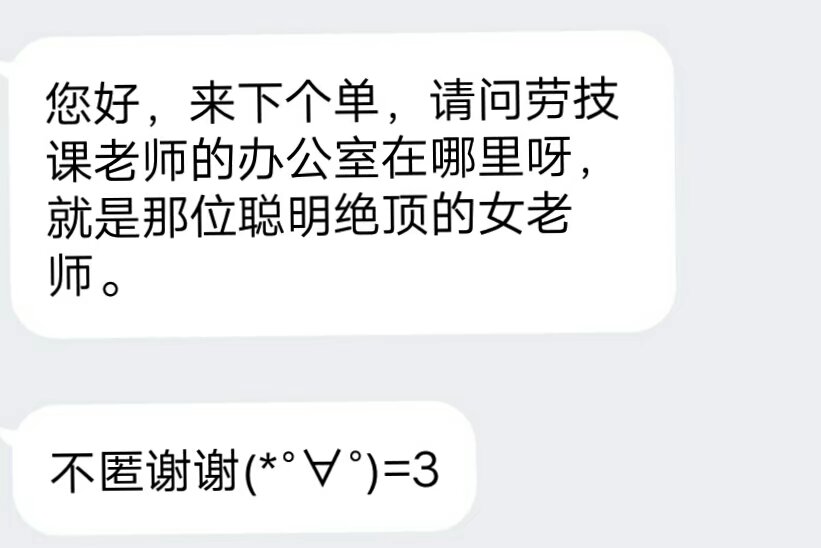 您好，来下个单，请问劳技
课老师的办公室在哪里呀，
就是那位聪明绝顶的女老
师。
不匿谢谢(*°∀°)=3